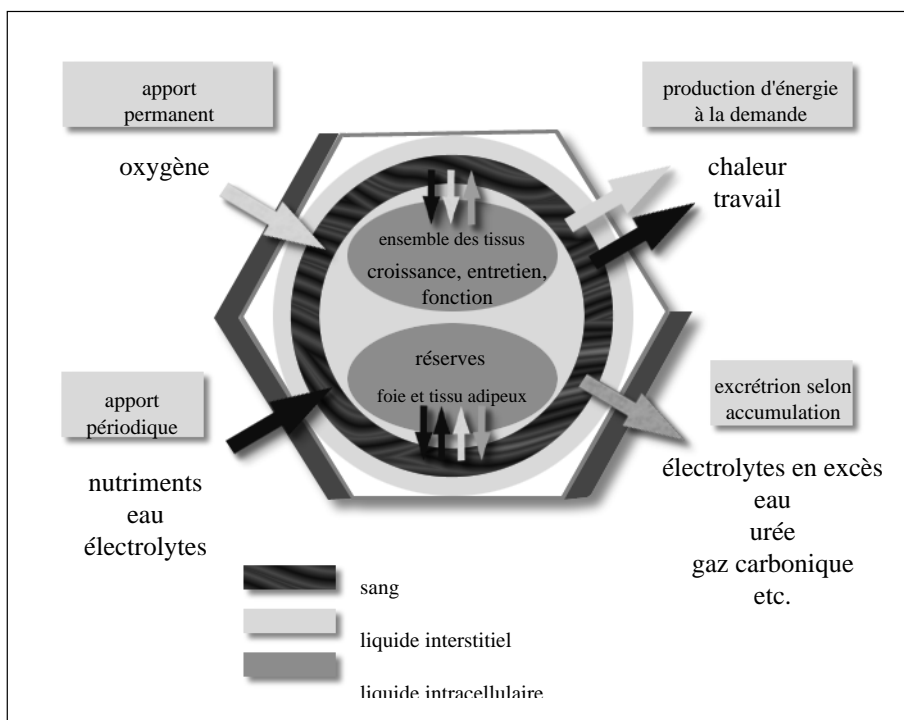 apport
permanent
oxygène
production d'énergie
à la demande
chaleur
travail
ensemble des tissus
croissance, entretien,
fonction
réserves
foie et tissu adipeux
apport
périodique
nutriments
eau
électrolytes
excrétrion selon
accumulation
électrolytes en excès
eau
urée
gaz carbonique
etc.
sang
liquide interstitiel
liquide intracellulaire